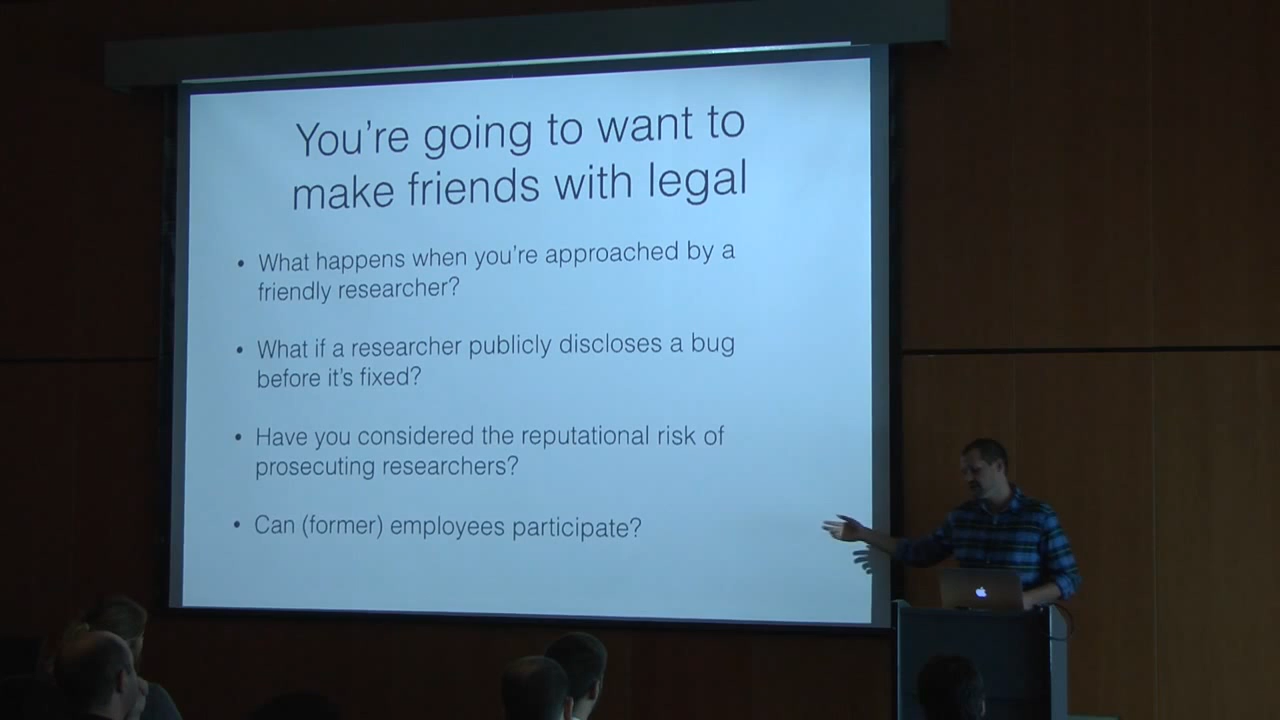 You're going to want to
make friends with legal
• What happens when you're approached by a
friendly researcher?
• What if a researcher publicly discloses a bug
before it's fixed?
• Have you considered the reputational risk of
prosecuting researchers?
• Can (former) employees participate?